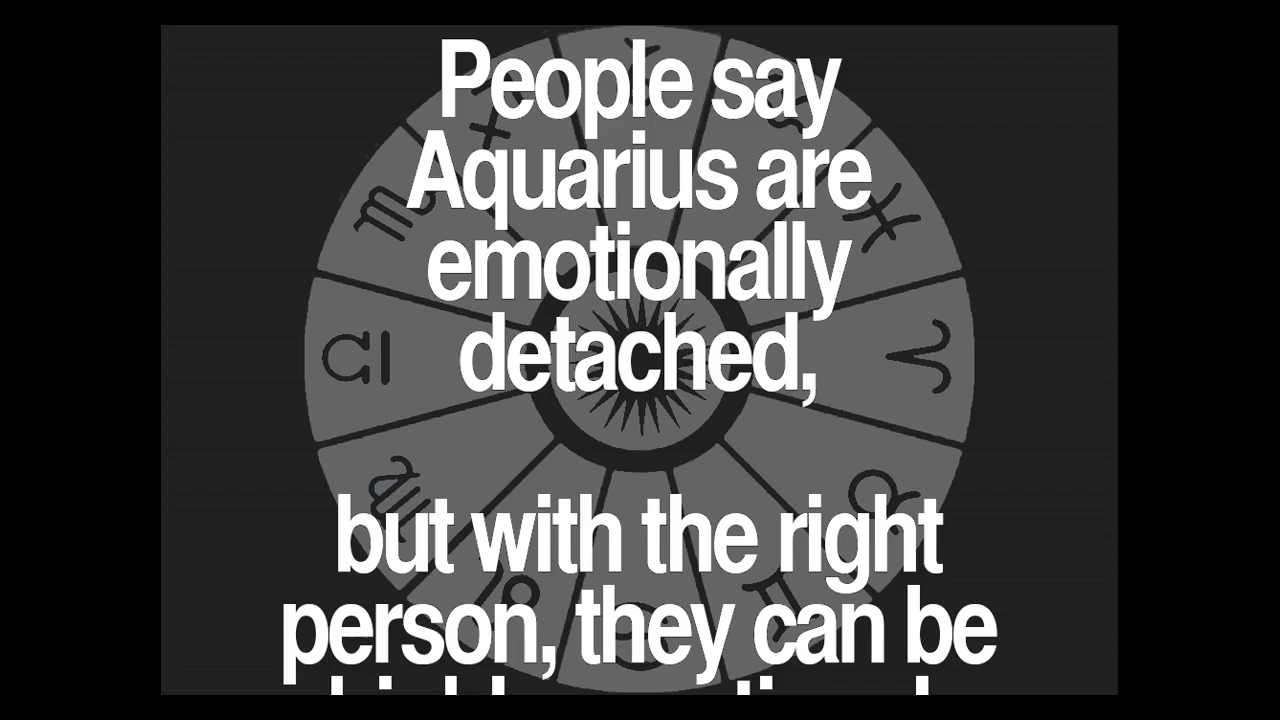 People say
Aquarius are
emotionally
detached,
but with the right
person, they can be